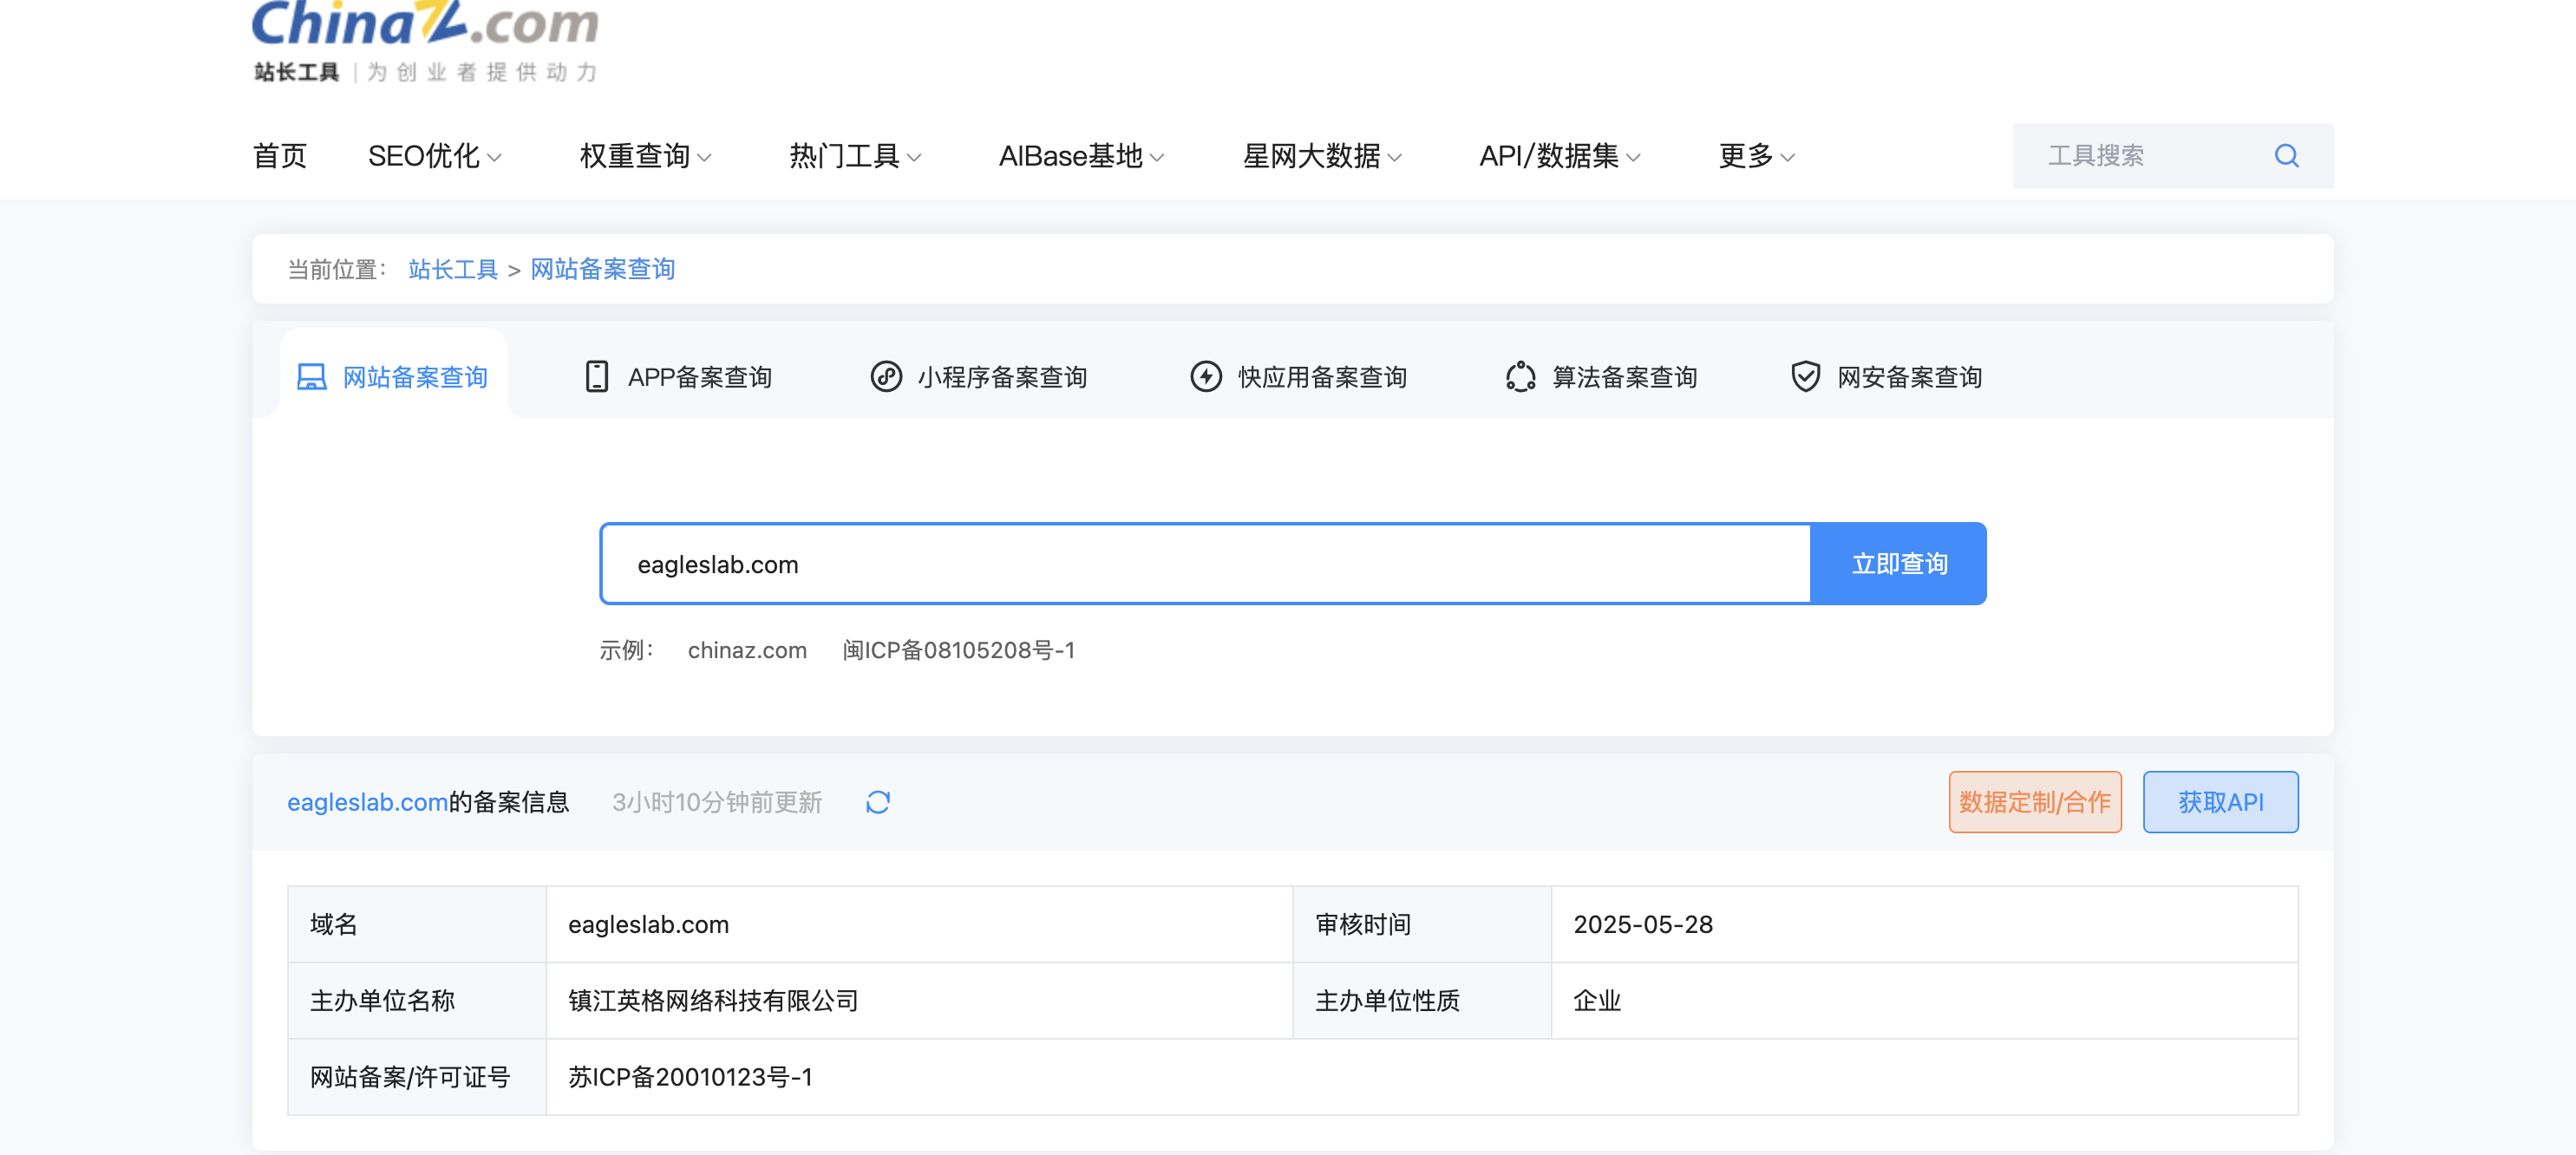 ChinaZ.com
站长工具 | 为创业者提供动力
首页 SEO优化 权重查询 热门工具 AIBase基地 星网大数据 API/数据集 更多 工具搜索
当前位置： 站长工具 > 网站备案查询
网站备案查询 APP备案查询 小程序备案查询 快应用备案查询 算法备案查询 网安备案查询
eagleslab.com 立即查询
示例： chinaz.com 闽ICP备08105208号-1
eagleslab.com的备案信息 3小时10分钟前更新 数据定制/合作 获取API
域名 eagleslab.com 审核时间 2025-05-28
主办单位名称 镇江英格网络科技有限公司 主办单位性质 企业
网站备案/许可证号 苏ICP备20010123号-1